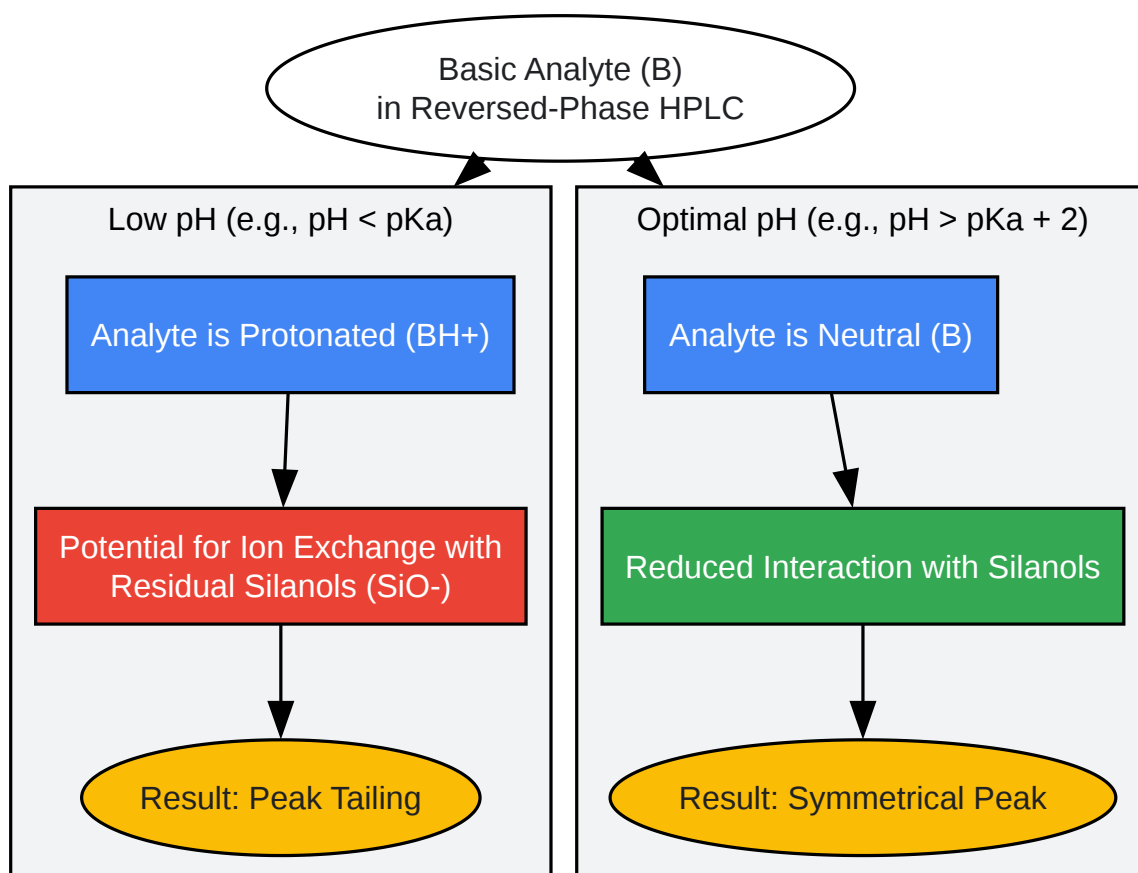 Basic Analyte (B)
in Reversed-Phase HPLC
Low pH (e.g., pH < pKa)
Analyte is Protonated (BH+)
Potential for Ion Exchange with
Residual Silanols (SiO-)
Result: Peak Tailing
Optimal pH (e.g., pH > pKa + 2)
Analyte is Neutral (B)
Reduced Interaction with Silanols
Result: Symmetrical Peak